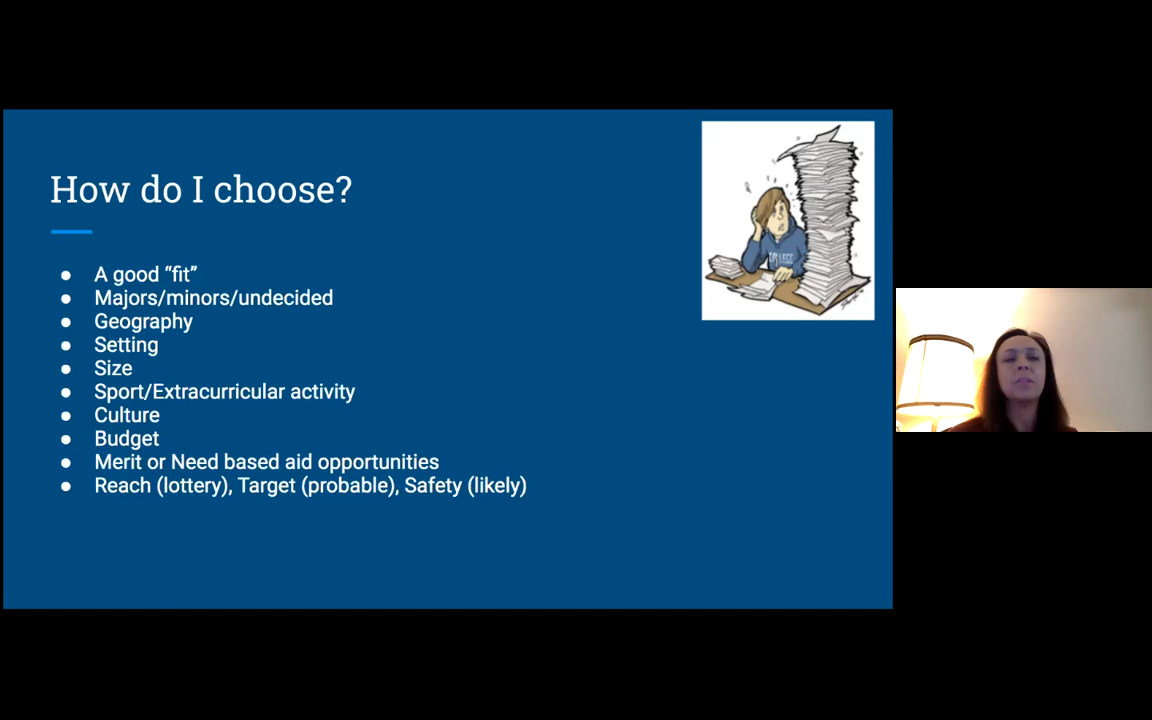 How do I choose?
● A good “fit”
● Majors/minors/undecided
● Geography
● Setting
● Size
● Sport/Extracurricular activity
● Culture
● Budget
● Merit or Need based aid opportunities
● Reach (lottery), Target (probable), Safety (likely)